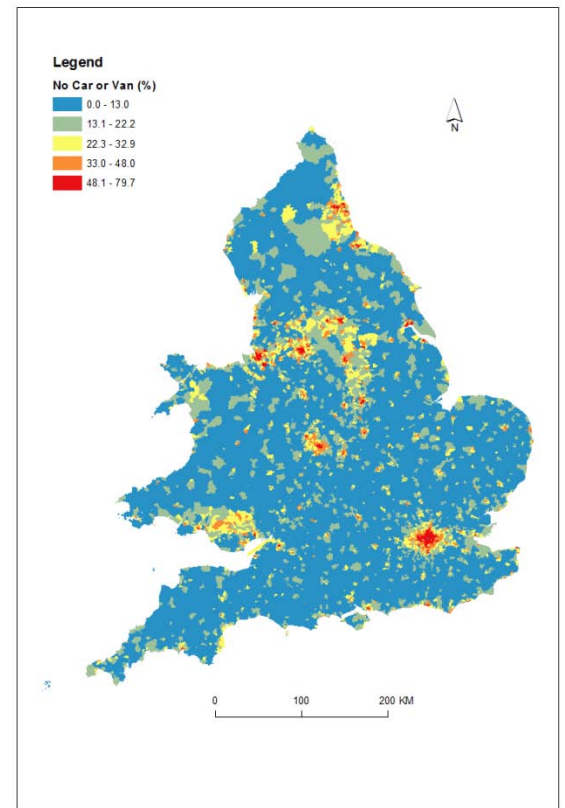 Legend
No Car or Van (%)
0.0 - 13.0
13.1 - 22.2
22.3 - 32.9
33.0 - 48.0
48.1 - 79.7
N
0 100 200 KM